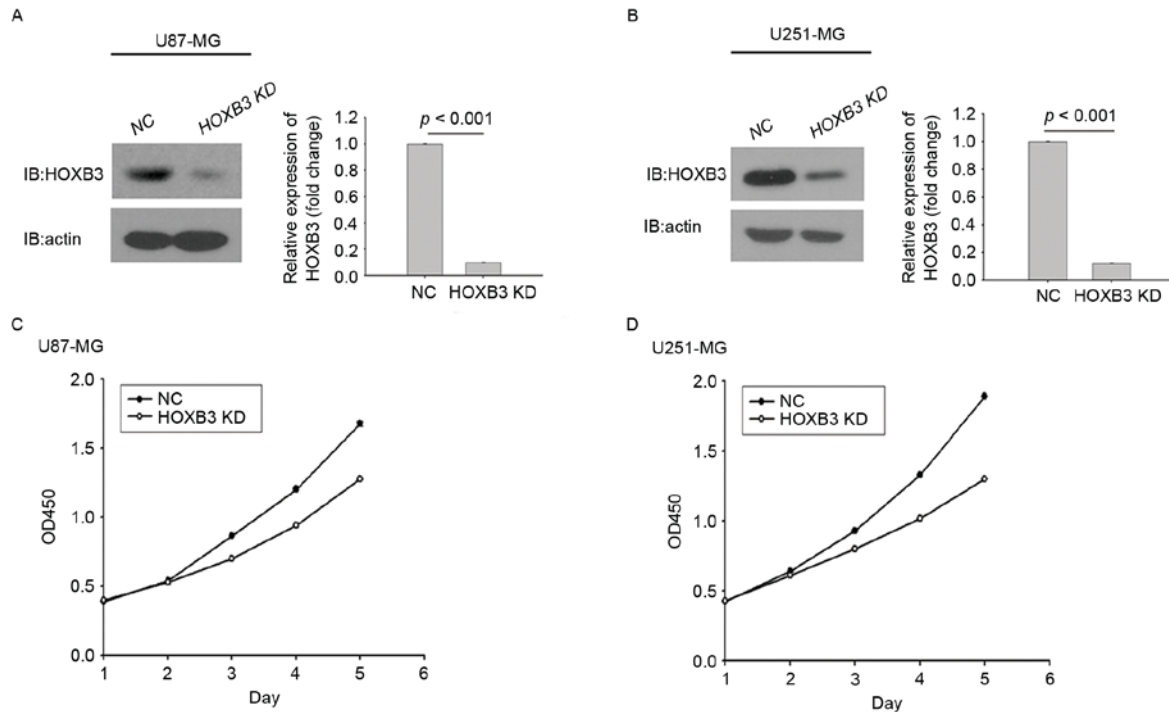 A
U87-MG
NC
HOXB3 KD
IB:HOXB3
IB:actin
Relative expression of
HOXB3 (fold change)
1.2
1.0
0.8
0.6
0.4
0.2
0.0
p < 0.001
NC
HOXB3 KD
B
U251-MG
NC
HOXB3 KD
IB:HOXB3
IB:actin
Relative expression of
HOXB3 (fold change)
1.2
1.0
0.8
0.6
0.4
0.2
0.0
p < 0.001
NC
HOXB3 KD
C
U87-MG
NC
HOXB3 KD
OD450
2.0
1.5
1.0
0.5
0.0
1 2 3 4 5 6
Day
D
U251-MG
NC
HOXB3 KD
OD450
2.0
1.5
1.0
0.5
0.0
1 2 3 4 5 6
Day